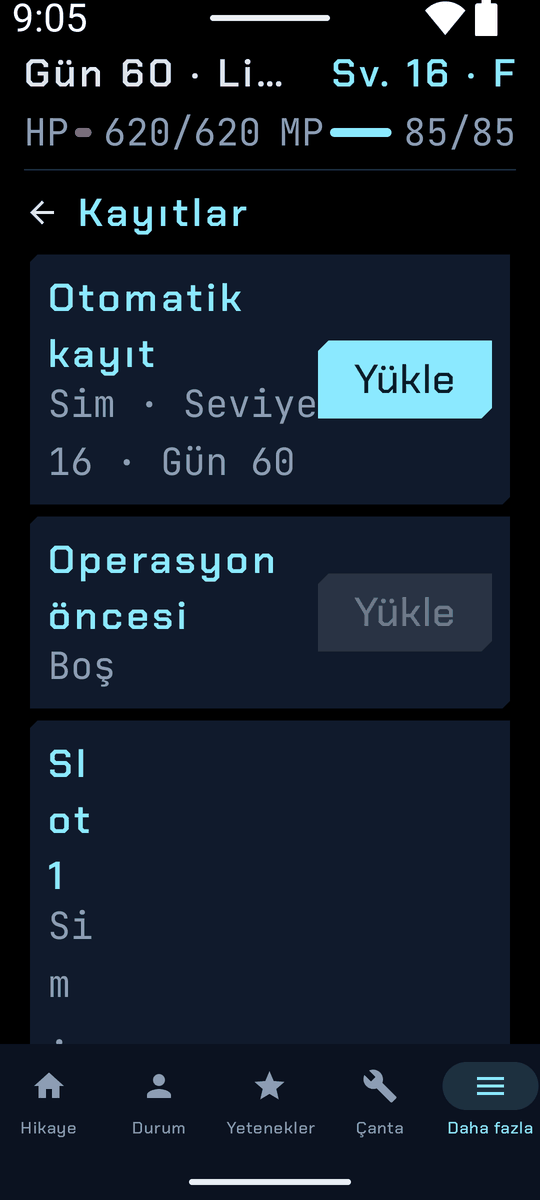 9:05
Gün 60 · Li… Sv. 16 · F
HP 620/620 MP 85/85
Kayıtlar
Otomatik
kayıt
Sim · Seviye
16 · Gün 60
Yükle
Operasyon
öncesi
Boş
Yükle
Sl
ot
1
Si
m
Hikaye Durum Yetenekler Çanta Daha fazla